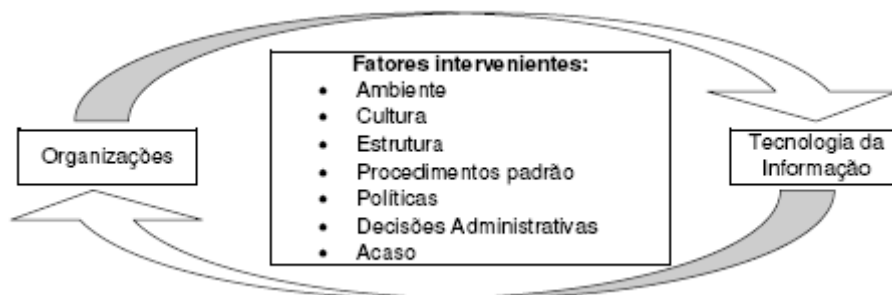 Fatores intervenientes:
• Ambiente
• Cultura
• Estrutura
• Procedimentos padrão
• Políticas
• Decisões Administrativas
• Acaso
Organizações
Tecnologia da
Informação